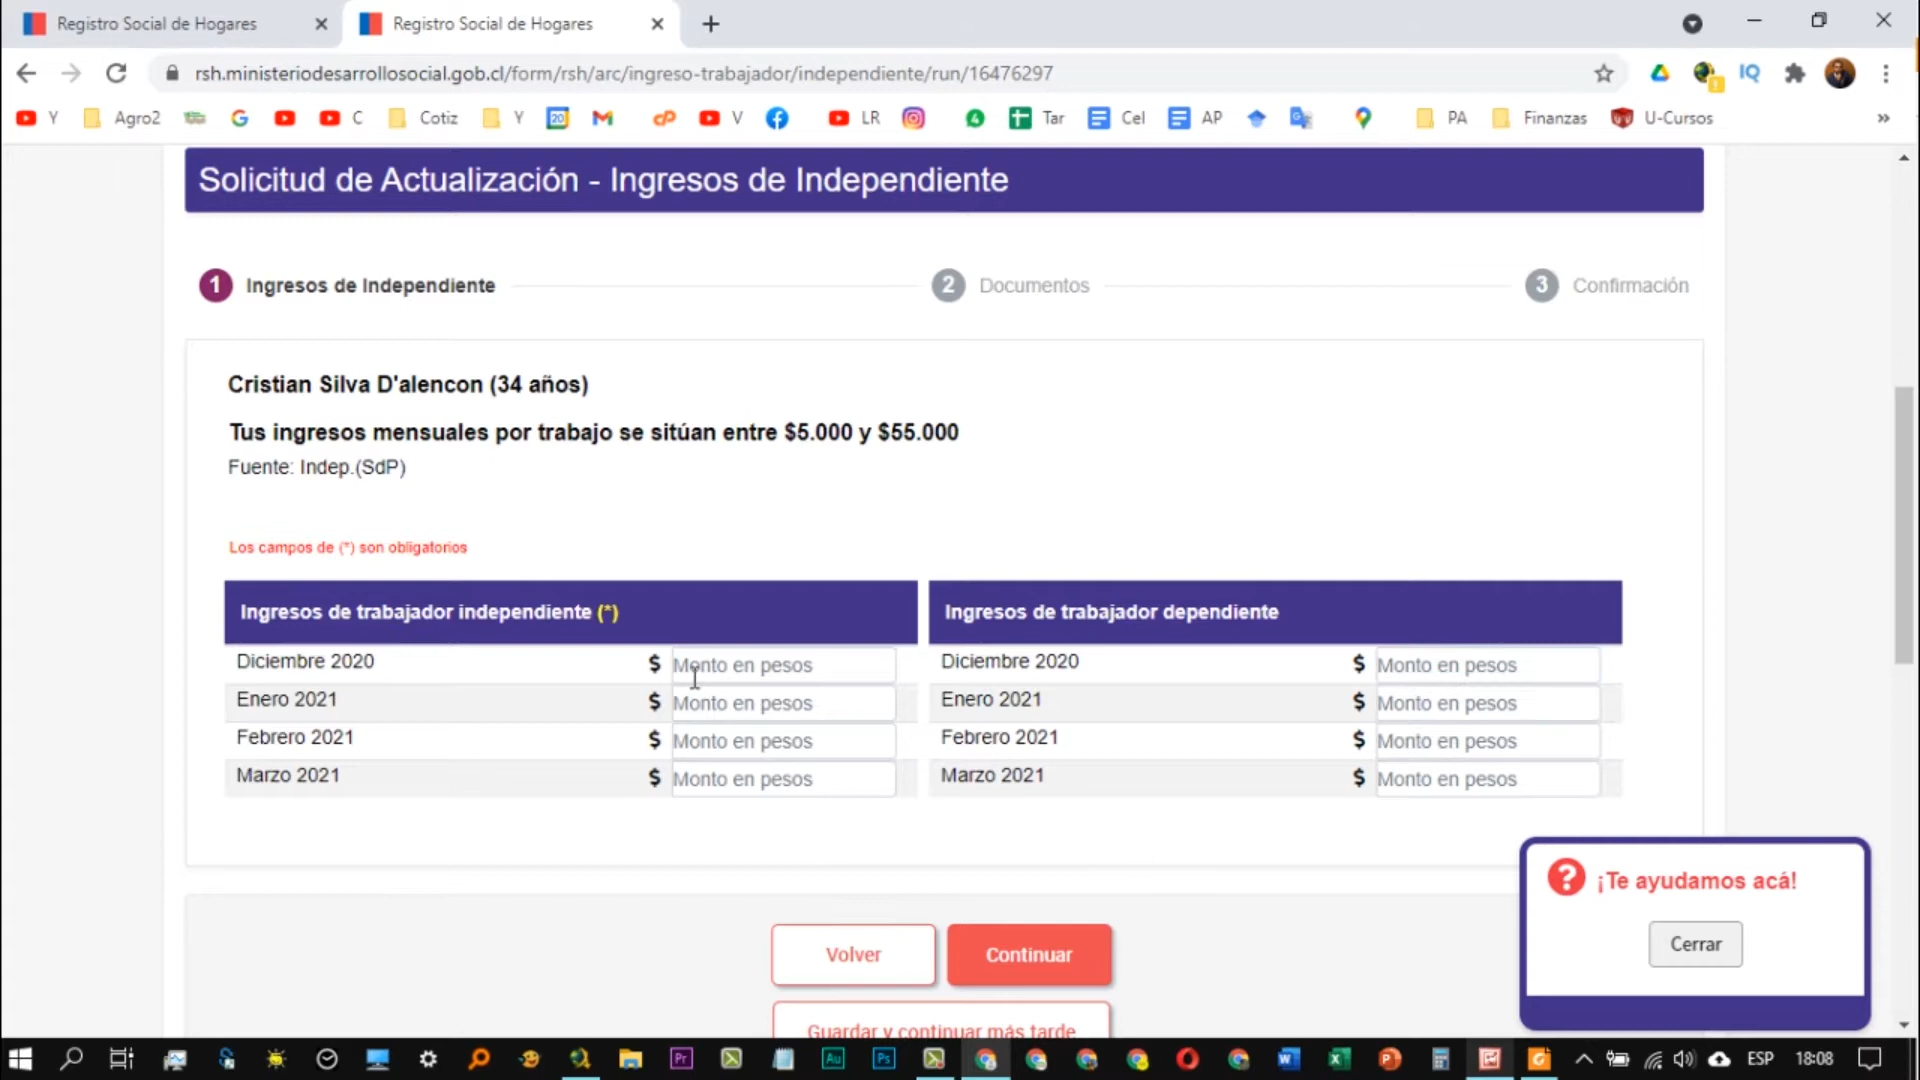 Registro Social de Hogares
Registro Social de Hogares
rsh.ministeriodesarrollosocial.gob.cl/form/rsh/arc/ingreso-trabajador/independiente/run/16476297
Y Agro2 C Cotiz Y 20 V LR Tar Cel AP PA Finanzas U-Cursos »
Solicitud de Actualización - Ingresos de Independiente
1 Ingresos de Independiente 2 Documentos 3 Confirmación
Cristian Silva D'alencon (34 años)
Tus ingresos mensuales por trabajo se sitúan entre $5.000 y $55.000
Fuente: Indep.(SdP)
Los campos de (*) son obligatorios
Ingresos de trabajador independiente (*) Ingresos de trabajador dependiente
Diciembre 2020 $ Monto en pesos Diciembre 2020 $ Monto en pesos
Enero 2021 $ Monto en pesos Enero 2021 $ Monto en pesos
Febrero 2021 $ Monto en pesos Febrero 2021 $ Monto en pesos
Marzo 2021 $ Monto en pesos Marzo 2021 $ Monto en pesos
? ¡Te ayudamos acá!
Cerrar
Volver Continuar
Guardar y continuar más tarde
Pr Au Ps ESP 18:08